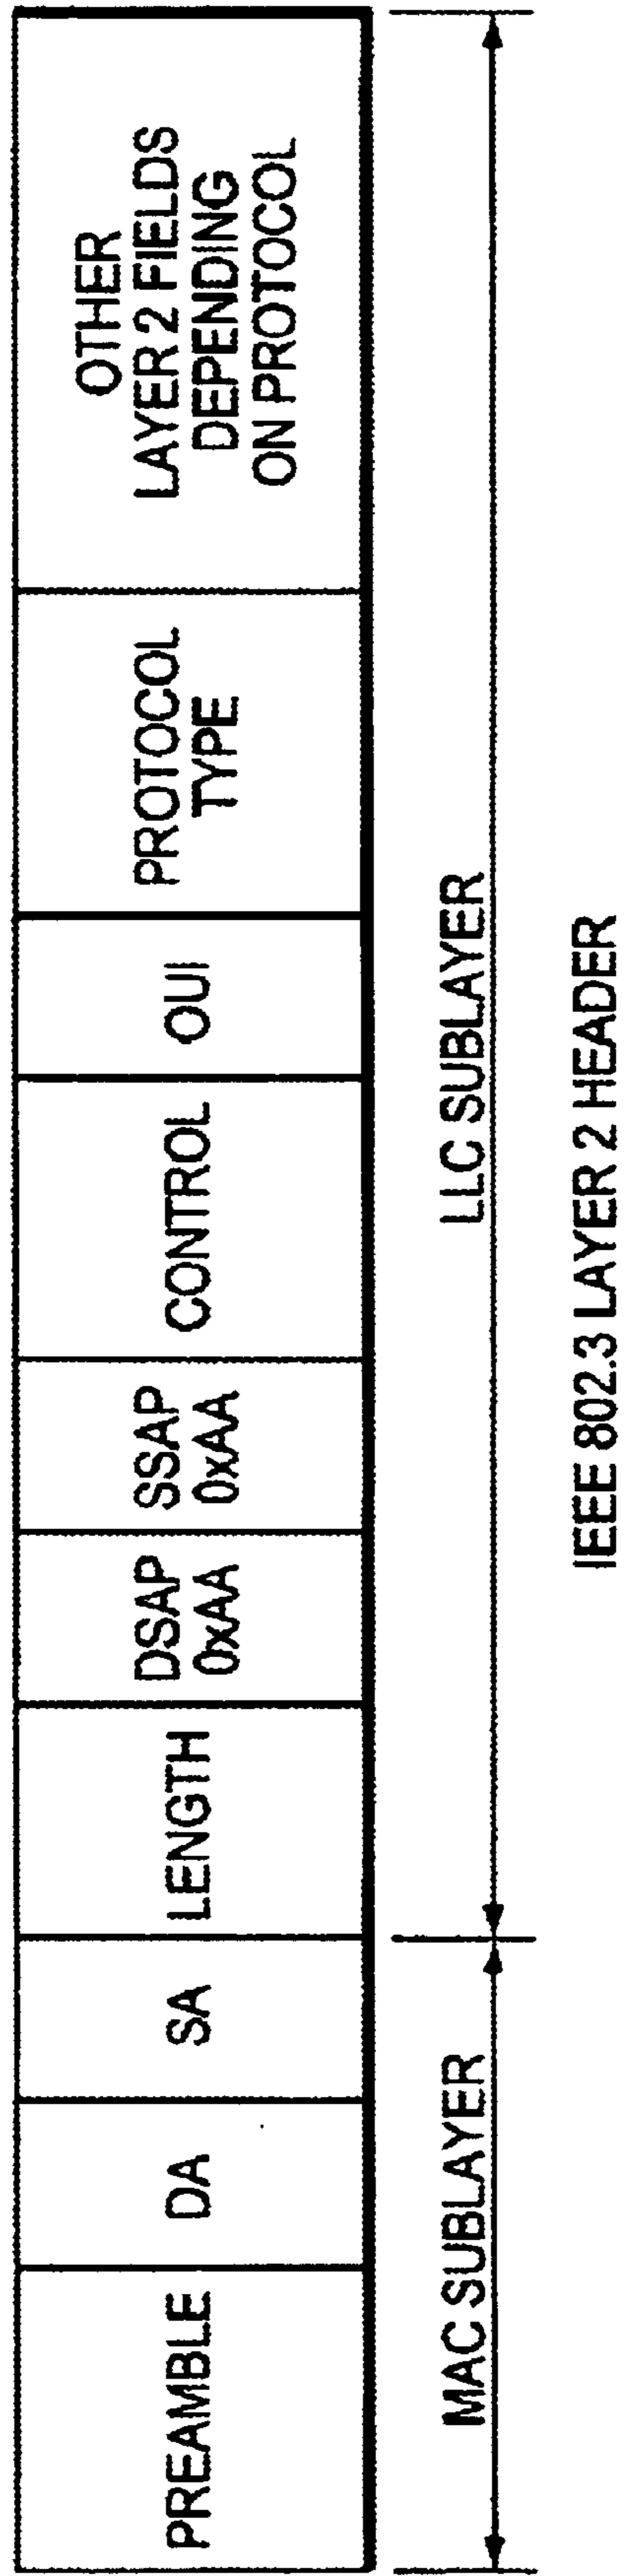 PREAMBLE
DA
SA
LENGTH
DSAP
0xAA
SSAP
0xAA
CONTROL
OUI
PROTOCOL
TYPE
OTHER
LAYER 2 FIELDS
DEPENDING
ON PROTOCOL
MAC SUBLAYER
LLC SUBLAYER
IEEE 802.3 LAYER 2 HEADER